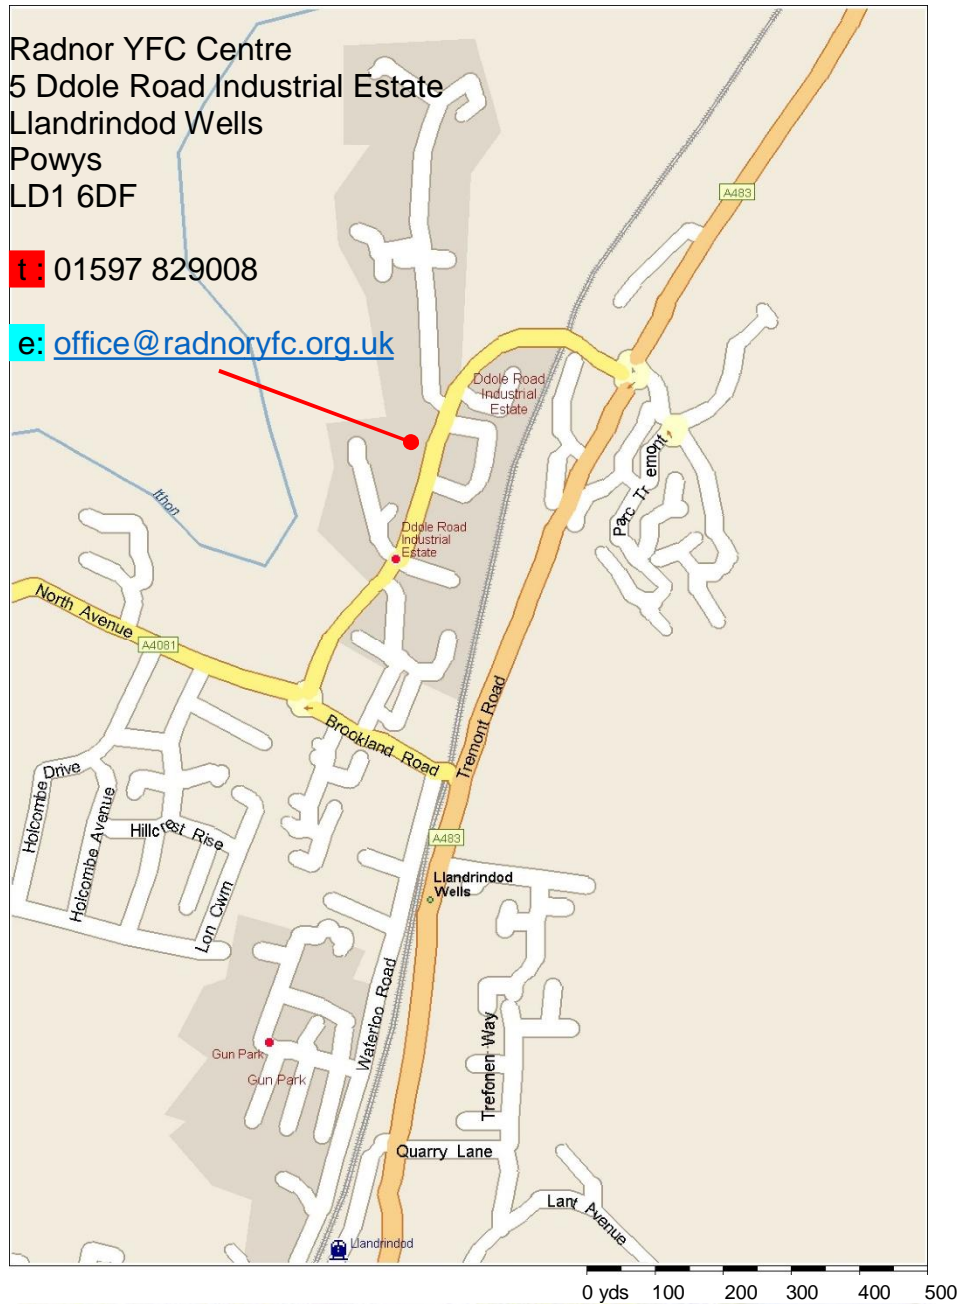 Radnor YFC Centre
5 Ddole Road Industrial Estate
Llandrindod Wells
Powys
LD1 6DF
t : 01597 829008
e: office@radnoryfc.org.uk
A483
Ddole Road
Industrial
Estate
Parc Tremont
Ithon
Ddole Road
Industrial
Estate
North Avenue
A4081
Brookland Road
Tremont Road
Holcombe Drive
Holcombe Avenue
Hillcrest Rise
Lon Cwm
A483
Llandrindod
Wells
Waterloo Road
Gun Park
Gun Park
Trefonen Way
Quarry Lane
Lant Avenue
Llandrindod
0 yds 100 200 300 400 500